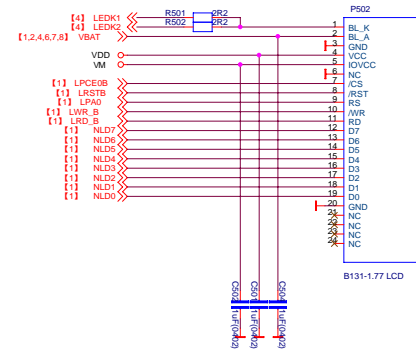 P502
【4】 LEDK1 R501 2R2
【4】 LEDK2 R502 2R2 1 BL_K
【1,2,4,6,7,8】 VBAT 2 BL_A
3 GND
VDD 4 VCC
VM 5 IOVCC
6 NC
【1】 LPCE0B 7 /CS
【1】 LRSTB 8 /RST
【1】 LPA0 9 RS
【1】 LWR_B 10 /WR
【1】 LRD_B 11 RD
【1】 NLD7 12 D7
【1】 NLD6 13 D6
【1】 NLD5 14 D5
【1】 NLD4 15 D4
【1】 NLD3 16 D3
【1】 NLD2 17 D2
【1】 NLD1 18 D1
【1】 NLD0 19 D0
20 GND
21 NC
22 NC
23 NC
24 NC
B131-1.77 LCD
1uF(0402)
1uF(0402)
1uF(0402)